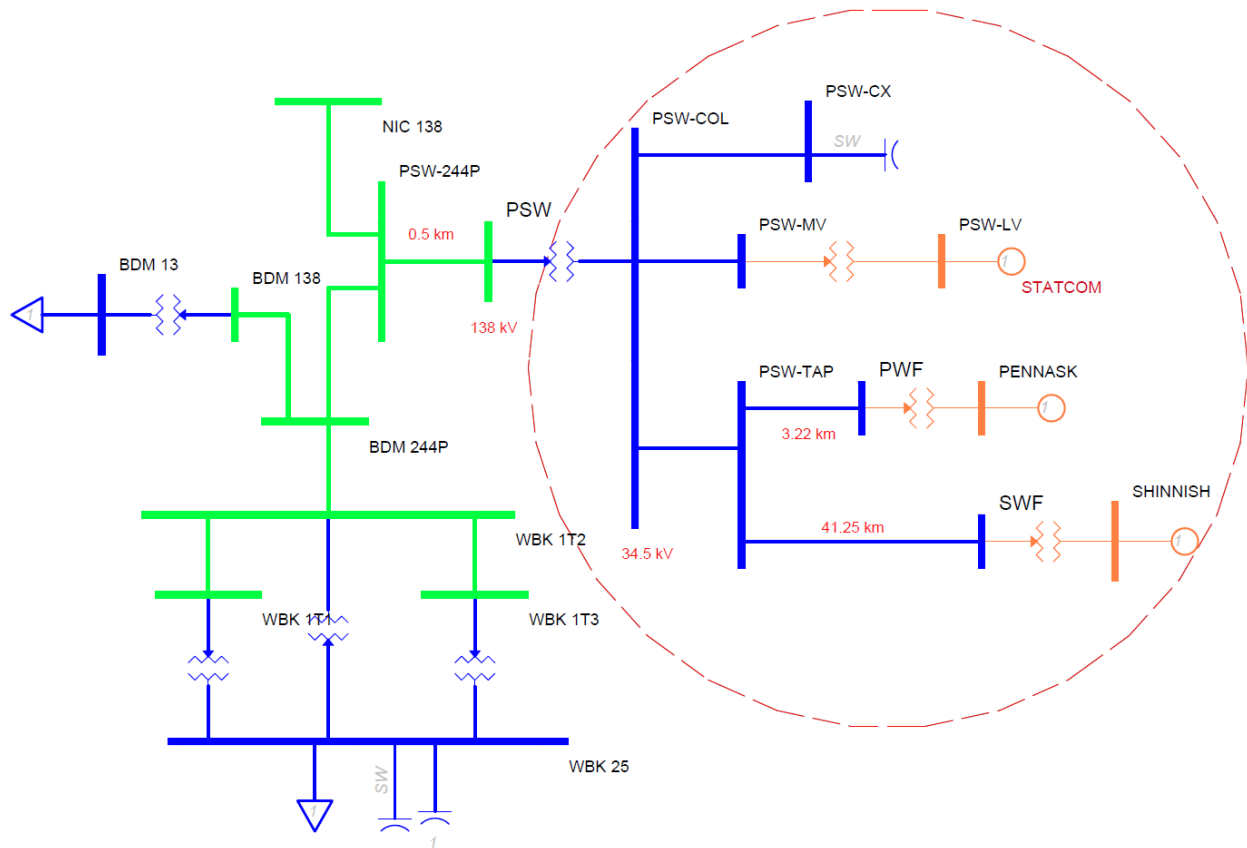 PSW-CX
PSW-COL
NIC 138
SW
PSW-244P
PSW
PSW-MV
PSW-LV
0.5 km
1
BDM 13
BDM 138
STATCOM
1
138 kV
PSW-TAP
PWF
PENNASK
1
3.22 km
BDM 244P
SWF
SHINNISH
41.25 km
1
WBK 1T2
34.5 kV
WBK 1T1
WBK 1T3
WBK 25
SW
1
1